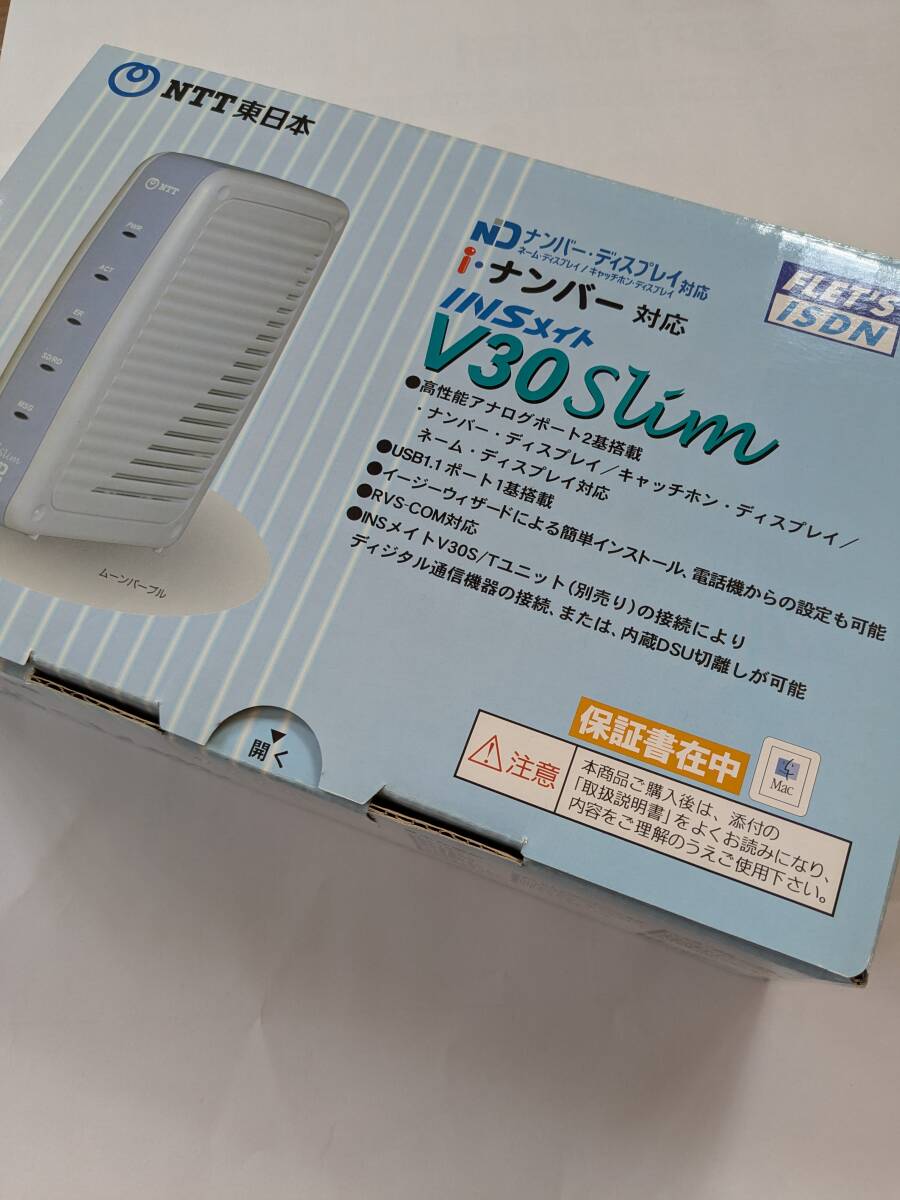 NTT東日本
NTT
PWR
ACT
ER
SD/RD
MSG
Slim
ムーンパープル
ND ナンバー・ディスプレイ 対応
ネーム・ディスプレイ / キャッチホン・ディスプレイ
i・ナンバー 対応
INSメイト
V30 Slim
FLET'S
ISDN
●高性能アナログポート2基搭載
・ナンバー・ディスプレイ/キャッチホン・ディスプレイ/
ネーム・ディスプレイ対応
●USB1.1ポート1基搭載
●イージーウィザードによる簡単インストール、電話機からの設定も可能
●RVS-COM対応
●INSメイトV30S/Tユニット(別売り)の接続により
ディジタル通信機器の接続、または、内蔵DSU切離しが可能
▼
開く
保証書在中
Mac
注意
本商品ご購入後は、添付の
「取扱説明書」をよくお読みになり、
内容をご理解のうえご使用下さい。